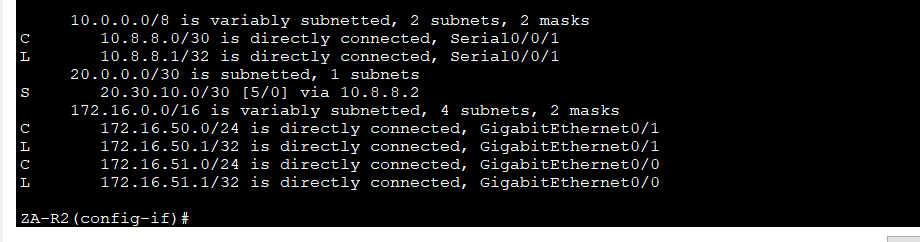 10.0.0.0/8 is variably subnetted, 2 subnets, 2 masks
C 10.8.8.0/30 is directly connected, Serial0/0/1
L 10.8.8.1/32 is directly connected, Serial0/0/1
20.0.0.0/30 is subnetted, 1 subnets
S 20.30.10.0/30 [5/0] via 10.8.8.2
172.16.0.0/16 is variably subnetted, 4 subnets, 2 masks
C 172.16.50.0/24 is directly connected, GigabitEthernet0/1
L 172.16.50.1/32 is directly connected, GigabitEthernet0/1
C 172.16.51.0/24 is directly connected, GigabitEthernet0/0
L 172.16.51.1/32 is directly connected, GigabitEthernet0/0
ZA-R2(config-if)#